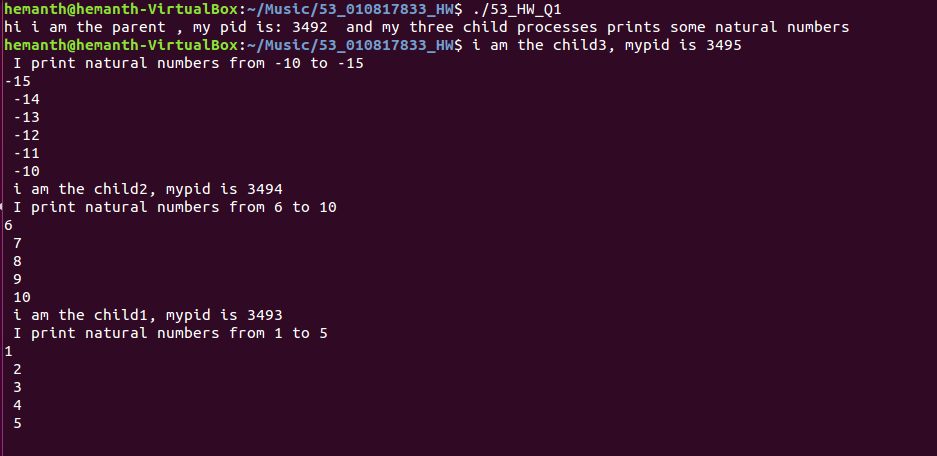 hemanth@hemanth-VirtualBox:~/Music/53_010817833_HW$ ./53_HW_Q1
hi i am the parent , my pid is: 3492  and my three child processes prints some natural numbers
hemanth@hemanth-VirtualBox:~/Music/53_010817833_HW$ i am the child3, mypid is 3495
 I print natural numbers from -10 to -15
-15
 -14
 -13
 -12
 -11
 -10
 i am the child2, mypid is 3494
 I print natural numbers from 6 to 10
6
 7
 8
 9
 10
 i am the child1, mypid is 3493
 I print natural numbers from 1 to 5
1
 2
 3
 4
 5